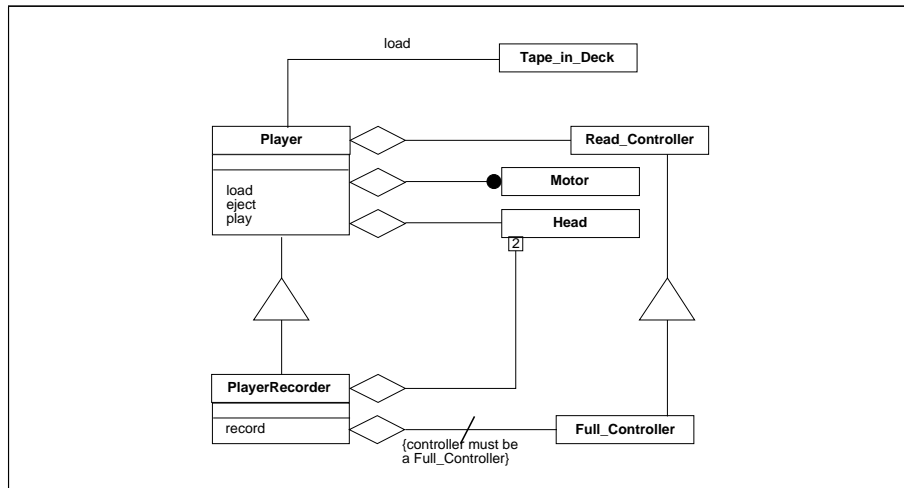 load
Tape_in_Deck
Player
Read_Controller
load
eject
play
Motor
Head
2
PlayerRecorder
record
Full_Controller
{controller must be
a Full_Controller}